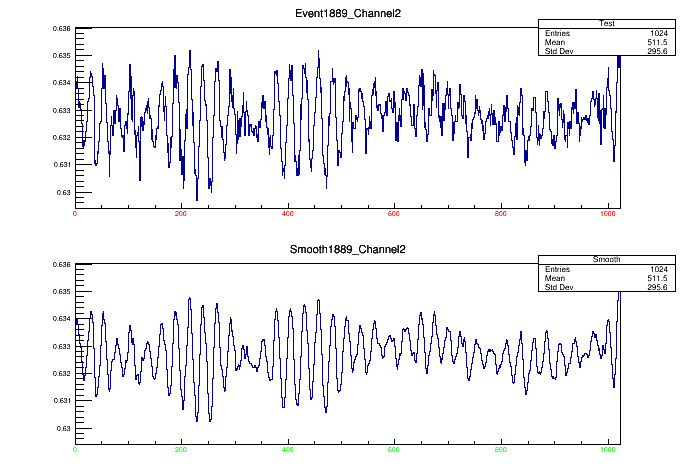 Event1889_Channel2
Test
Entries 1024
Mean 511.5
Std Dev 295.6
0.636
0.635
0.634
0.633
0.632
0.631
0.63
0 200 400 600 800 1000
Smooth1889_Channel2
Smooth
Entries 1024
Mean 511.5
Std Dev 295.6
0.636
0.635
0.634
0.633
0.632
0.631
0.63
0 200 400 600 800 1000